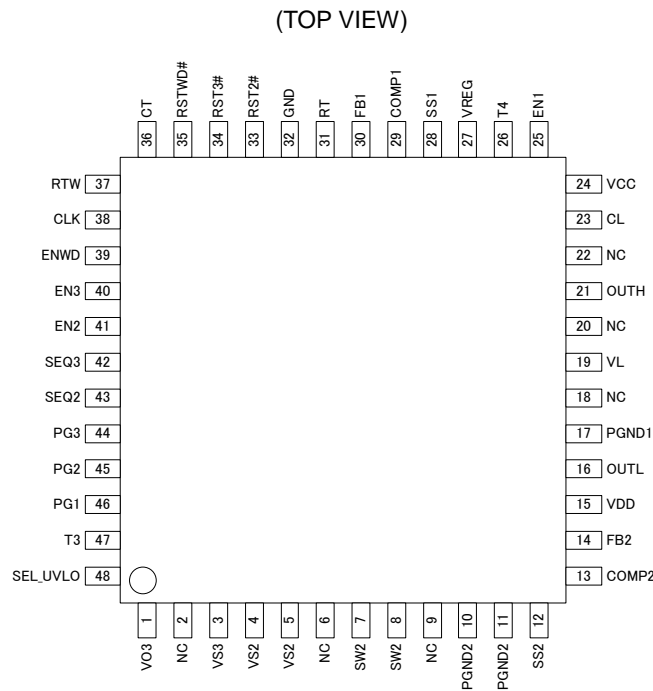 (TOP VIEW)
CT RSTWD# RST3# RST2# GND RT FB1 COMP1 SS1 VREG T4 EN1
36 35 34 33 32 31 30 29 28 27 26 25
RTW 37 24 VCC
CLK 38 23 CL
ENWD 39 22 NC
EN3 40 21 OUTH
EN2 41 20 NC
SEQ3 42 19 VL
SEQ2 43 18 NC
PG3 44 17 PGND1
PG2 45 16 OUTL
PG1 46 15 VDD
T3 47 14 FB2
SEL_UVLO 48 13 COMP2
1 2 3 4 5 6 7 8 9 10 11 12
VO3 NC VS3 VS2 VS2 NC SW2 SW2 NC PGND2 PGND2 SS2